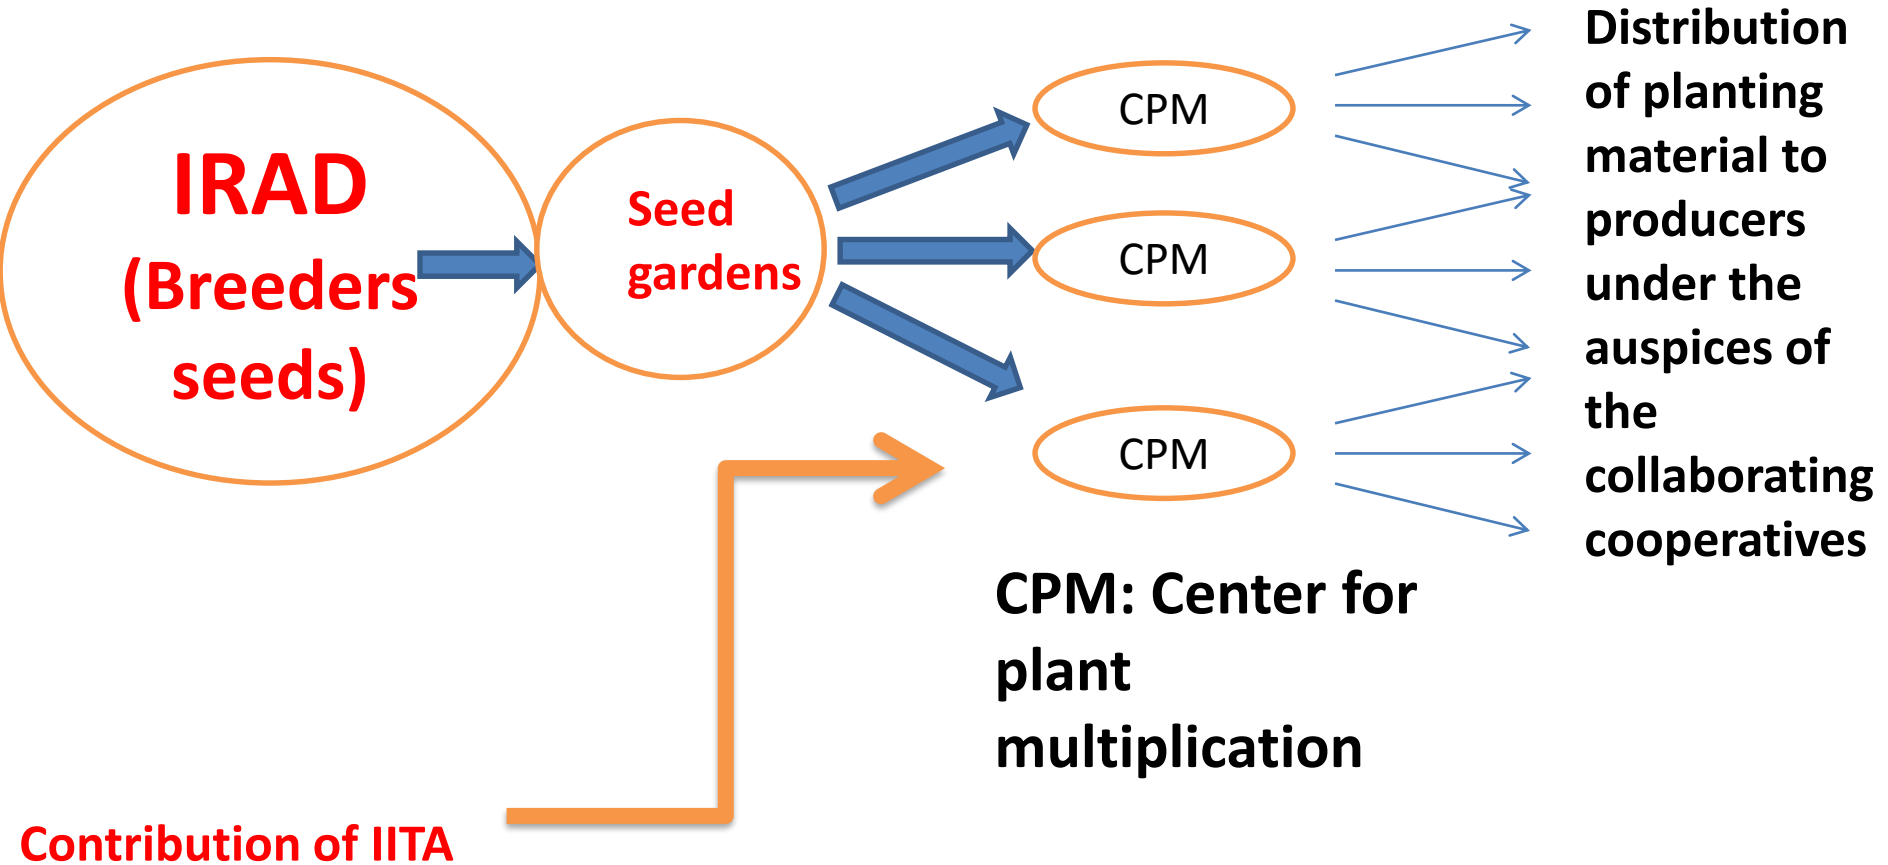 IRAD
(Breeders
seeds)
Seed
gardens
CPM
CPM
CPM
Distribution
of planting
material to
producers
under the
auspices of
the
collaborating
cooperatives
CPM: Center for
plant
multiplication
Contribution of IITA